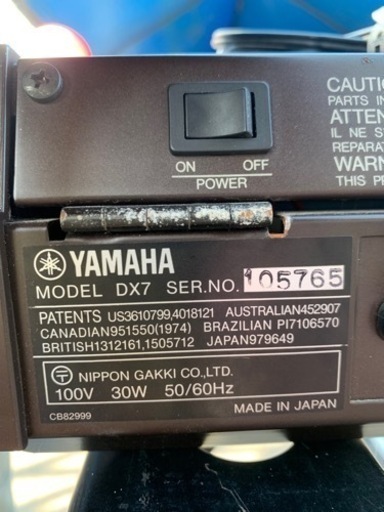 CAUTIO
PARTS IN
ATTEN
IL NE S
REPARAT
WARN
THIS P
ON OFF
POWER
YAMAHA
MODEL DX7 SER.NO. 105765
PATENTS US3610799,4018121 AUSTRALIAN452907
CANADIAN951550(1974) BRAZILIAN PI7106570
BRITISH1312161,1505712 JAPAN979649
NIPPON GAKKI CO.,LTD.
100V 30W 50/60Hz
CB82999 MADE IN JAPAN